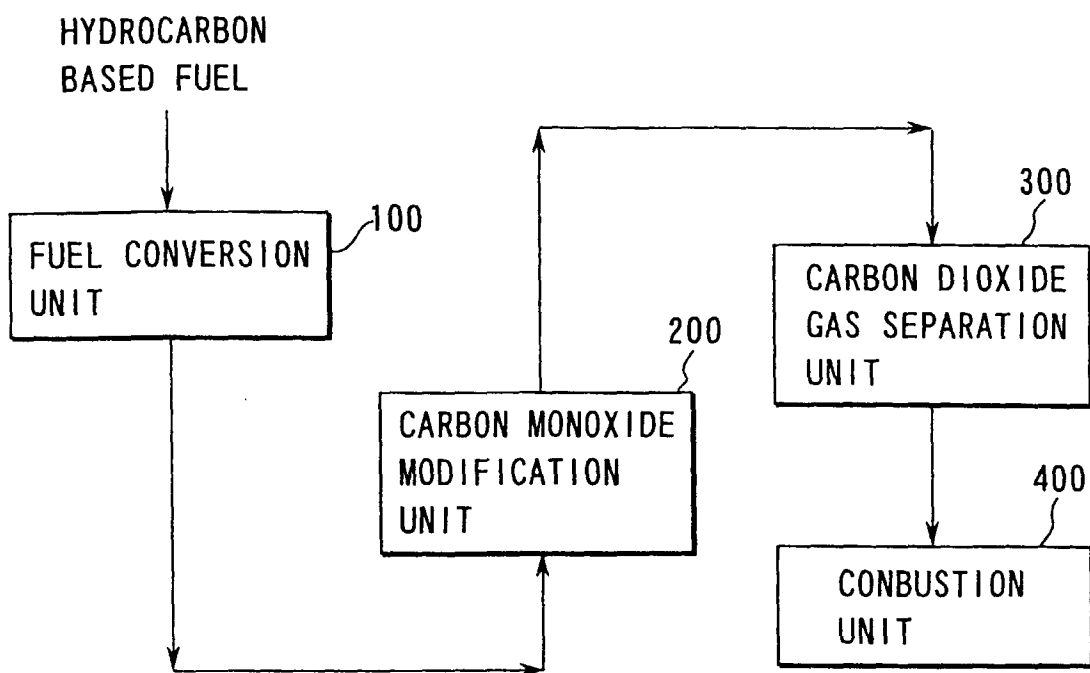 HYDROCARBON
BASED FUEL
100
FUEL CONVERSION
UNIT
200
CARBON MONOXIDE
MODIFICATION
UNIT
300
CARBON DIOXIDE
GAS SEPARATION
UNIT
400
CONBUSTION
UNIT